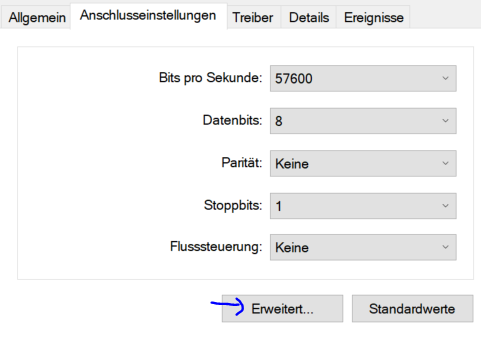 Allgemein Anschlusseinstellungen Treiber Details Ereignisse
Bits pro Sekunde: 57600
Datenbits: 8
Parität: Keine
Stoppbits: 1
Flusssteuerung: Keine
Erweitert... Standardwerte